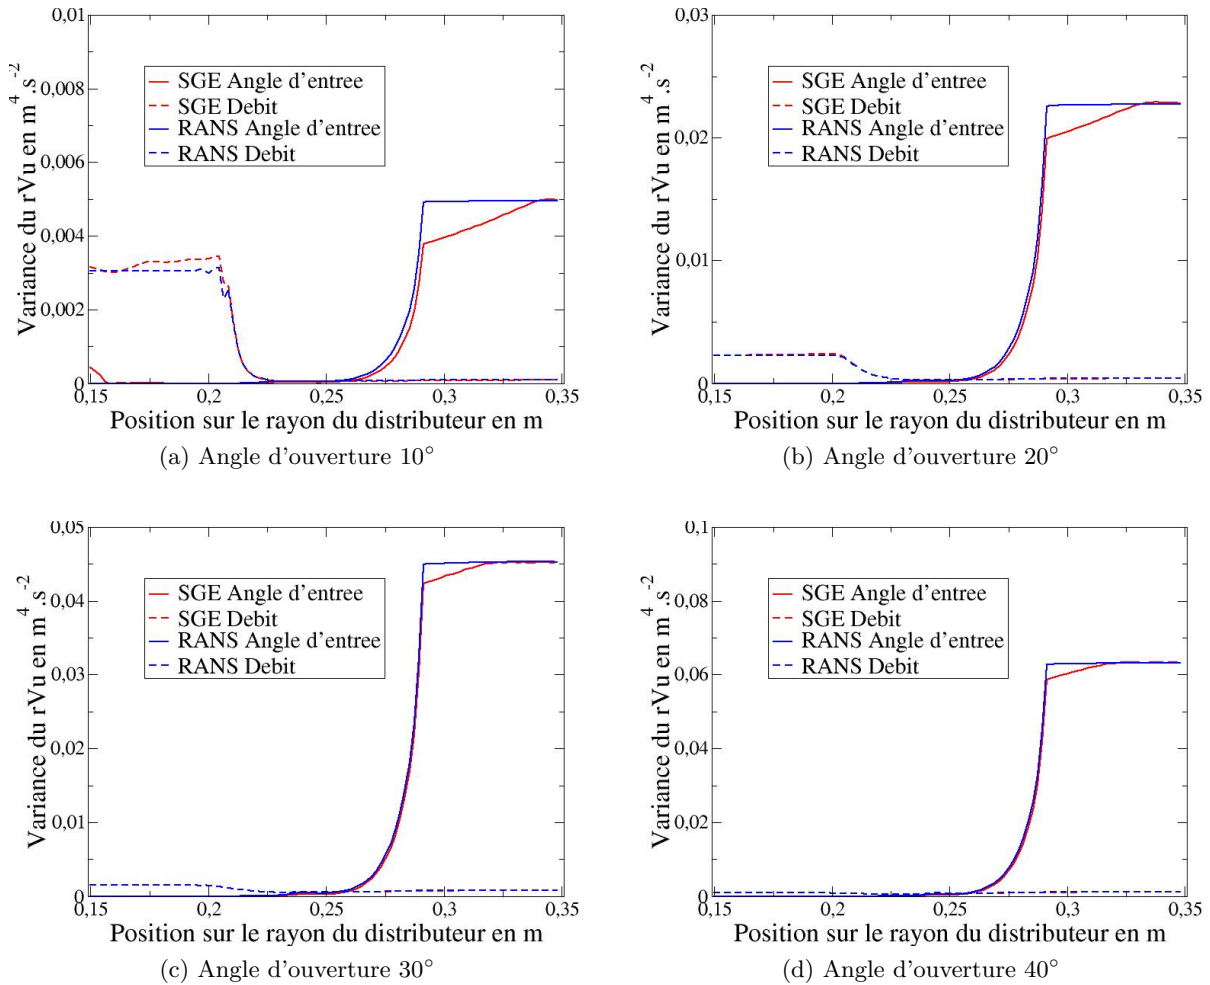 0,01
0,008
0,006
0,004
0,002
0
Variance du rVu en m⁴.s⁻²
SGE Angle d'entree
SGE Debit
RANS Angle d'entrée
RANS Debit
0,15 0,2 0,25 0,3 0,35
Position sur le rayon du distributeur en m
(a) Angle d'ouverture 10°
0,03
0,02
0,01
0
Variance du rVu en m⁴.s⁻²
SGE Angle d'entree
SGE Debit
RANS Angle d'entrée
RANS Debit
0,15 0,2 0,25 0,3 0,35
Position sur le rayon du distributeur en m
(b) Angle d'ouverture 20°
0,05
0,04
0,03
0,02
0,01
0
Variance du rVu en m⁴.s⁻²
SGE Angle d'entree
SGE Debit
RANS Angle d'entrée
RANS Debit
0,15 0,2 0,25 0,3 0,35
Position sur le rayon du distributeur en m
(c) Angle d'ouverture 30°
0,1
0,08
0,06
0,04
0,02
0
Variance du rVu en m⁴.s⁻²
SGE Angle d'entree
SGE Debit
RANS Angle d'entrée
RANS Debit
0,15 0,2 0,25 0,3 0,35
Position sur le rayon du distributeur en m
(d) Angle d'ouverture 40°